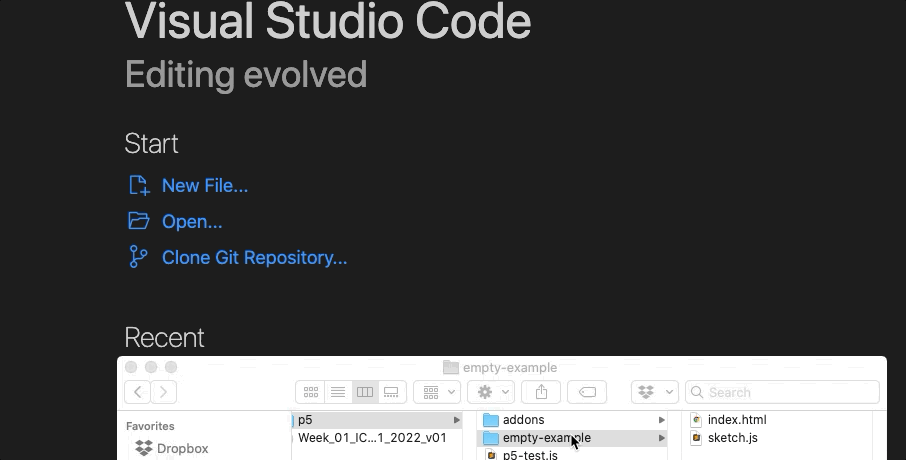 Visual Studio Code
Editing evolved
Start
New File...
Open...
Clone Git Repository...
Recent
empty-example
Search
Favorites
Dropbox
p5
Week_01_IC...1_2022_v01
addons
empty-example
p5-test.js
index.html
sketch.js